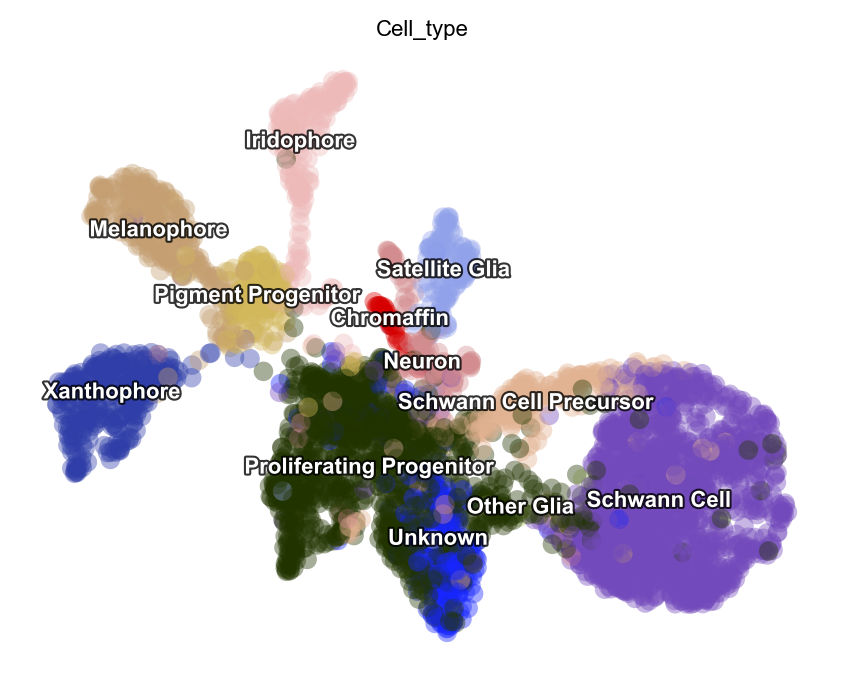 Cell_type
Iridophore
Melanophore
Satellite Glia
Pigment Progenitor
Chromaffin
Neuron
Xanthophore
Schwann Cell Precursor
Proliferating Progenitor
Schwann Cell
Other Glia
Unknown